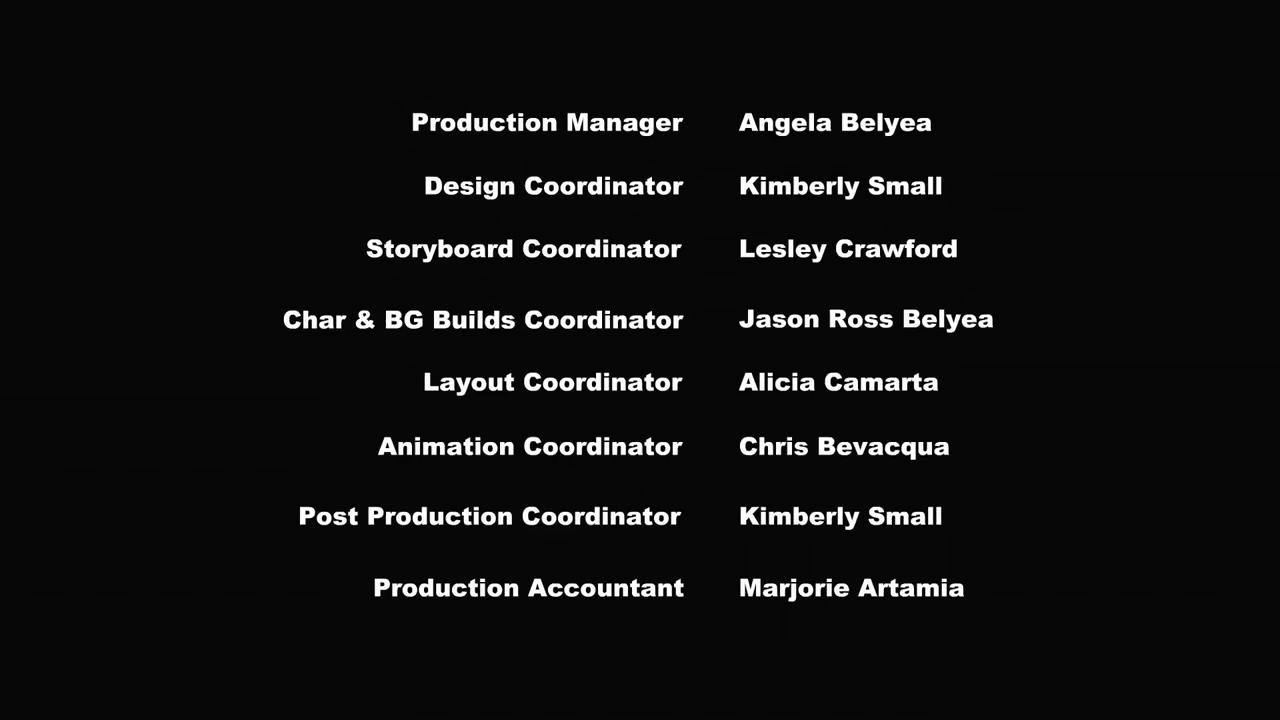 Production Manager Angela Belyea
Design Coordinator Kimberly Small
Storyboard Coordinator Lesley Crawford
Char & BG Builds Coordinator Jason Ross Belyea
Layout Coordinator Alicia Camarta
Animation Coordinator Chris Bevacqua
Post Production Coordinator Kimberly Small
Production Accountant Marjorie Artamia